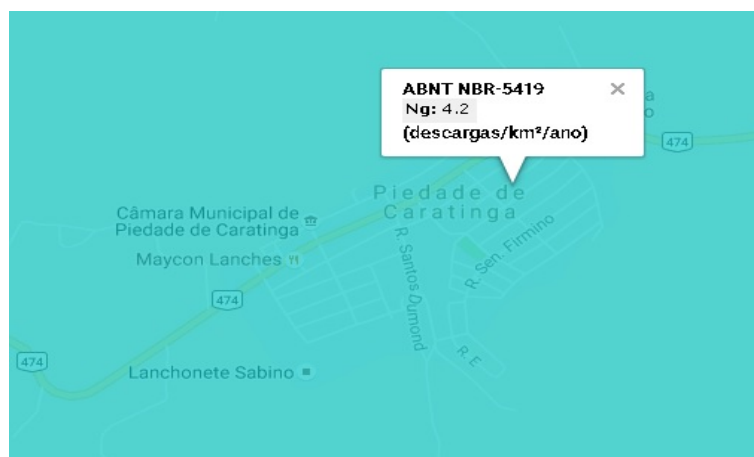 ABNT NBR-5419
Ng: 4.2
(descargas/km²/ano)
a
o
474
Piedade de
Caratinga
Câmara Municipal de
Piedade de Caratinga
Maycon Lanches
R. Santos Dumond
R. Sen. Firmino
474
474
R. E
Lanchonete Sabino